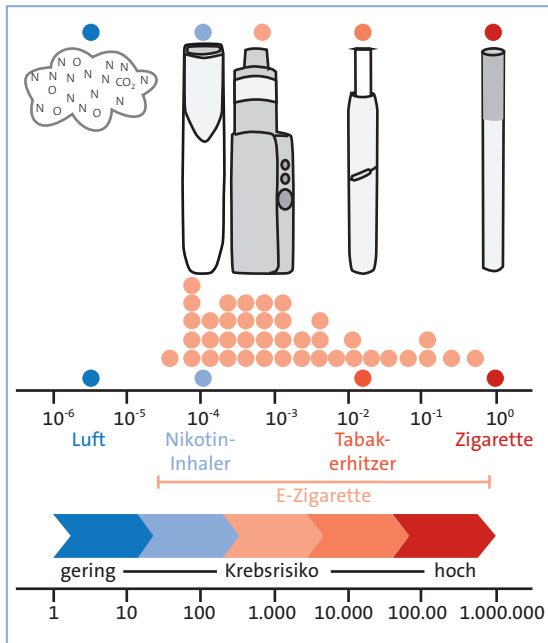 N O N N N
N N N N CO₂ N
O N N N
N O N N O
10⁻⁶ 10⁻⁵ 10⁻⁴ 10⁻³ 10⁻² 10⁻¹ 10⁰
Luft Nikotin- Tabak- Zigarette
Inhaler erhitzer
E-Zigarette
gering Krebsrisiko hoch
1 10 100 1.000 10.000 100.00 1.000.000